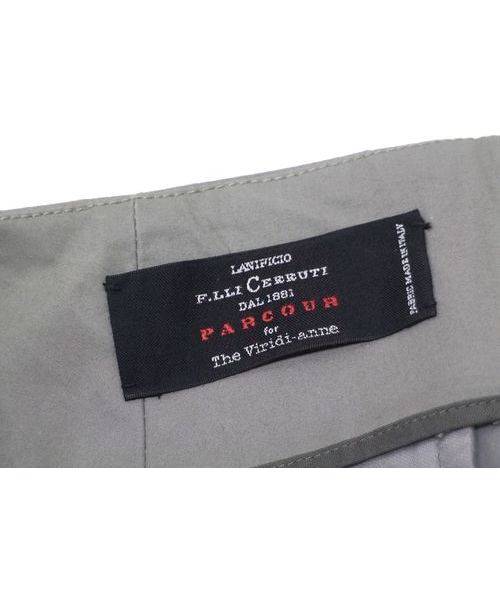 LANIFICIO
F.LLI CERRUTI
DAL 1881
PARCOUR
for
The Viridi-anne
FABRIC MADE IN ITALY